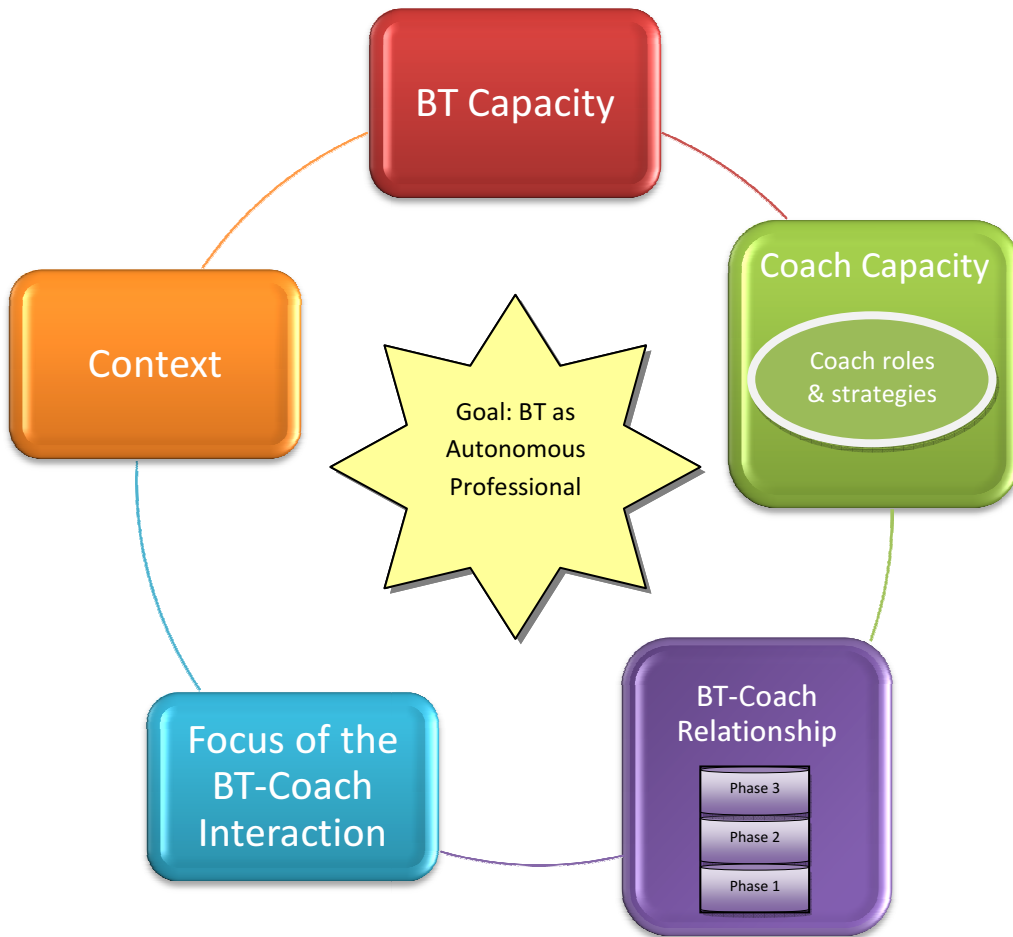 BT Capacity
Coach Capacity
Coach roles
& strategies
Context
Goal: BT as
Autonomous
Professional
BT-Coach
Relationship
Phase 3
Phase 2
Phase 1
Focus of the
BT-Coach
Interaction